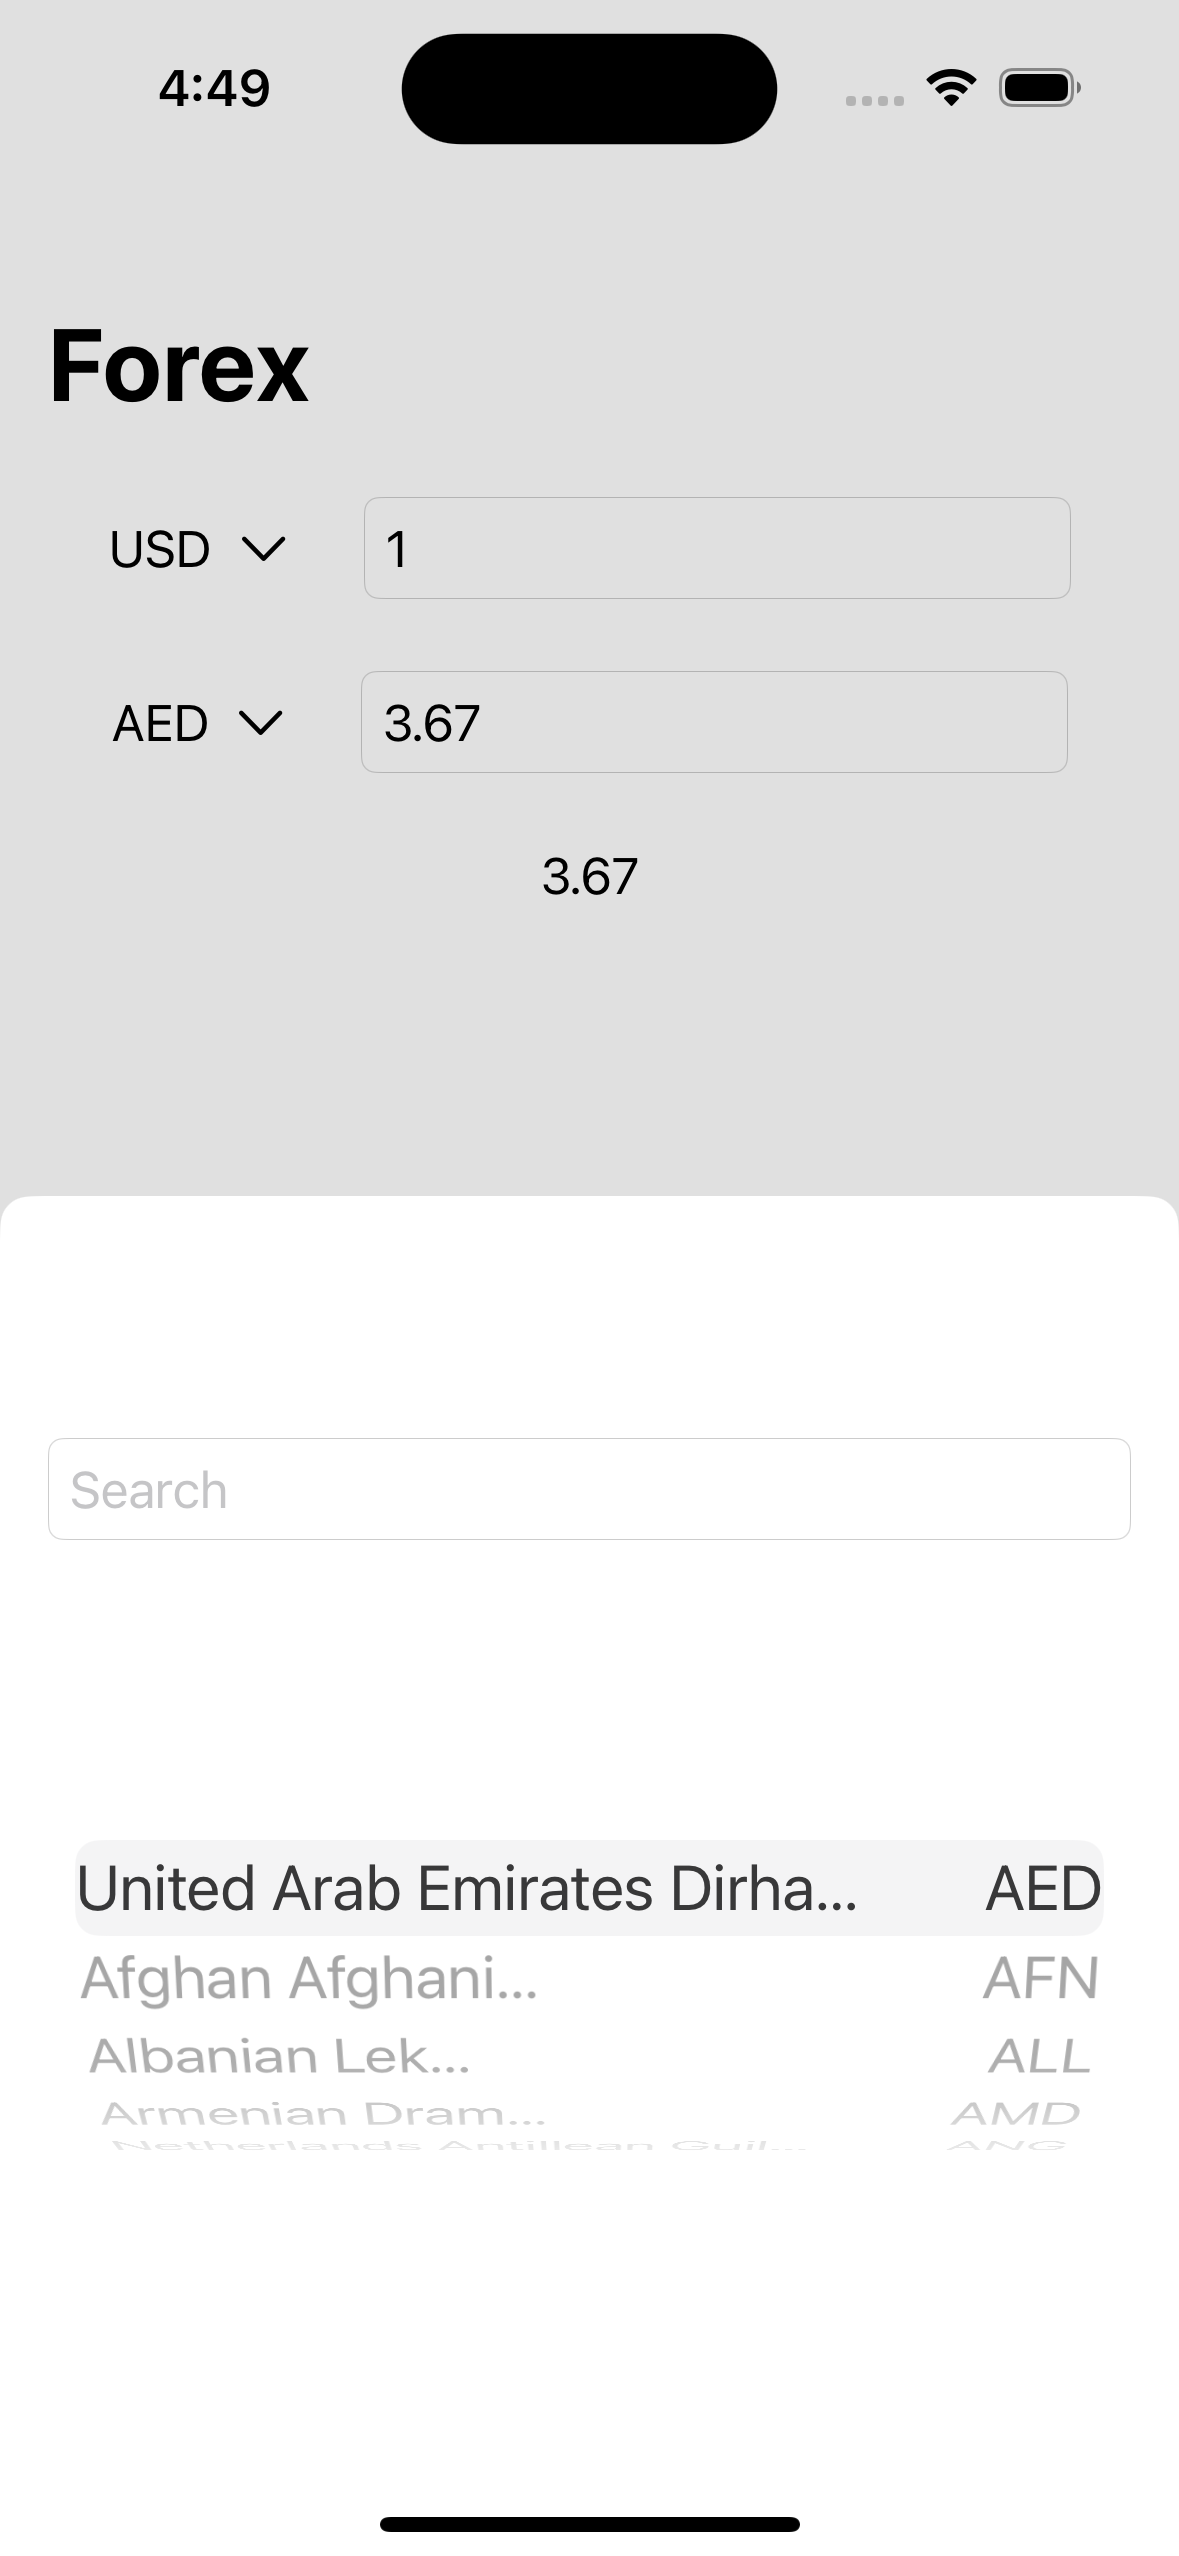 4:49
Forex
USD 1
AED 3.67
3.67
Search
United Arab Emirates Dirha... AED
Afghan Afghani... AFN
Albanian Lek... ALL
Armenian Dram... AMD
Netherlands Antillean Guil... ANG